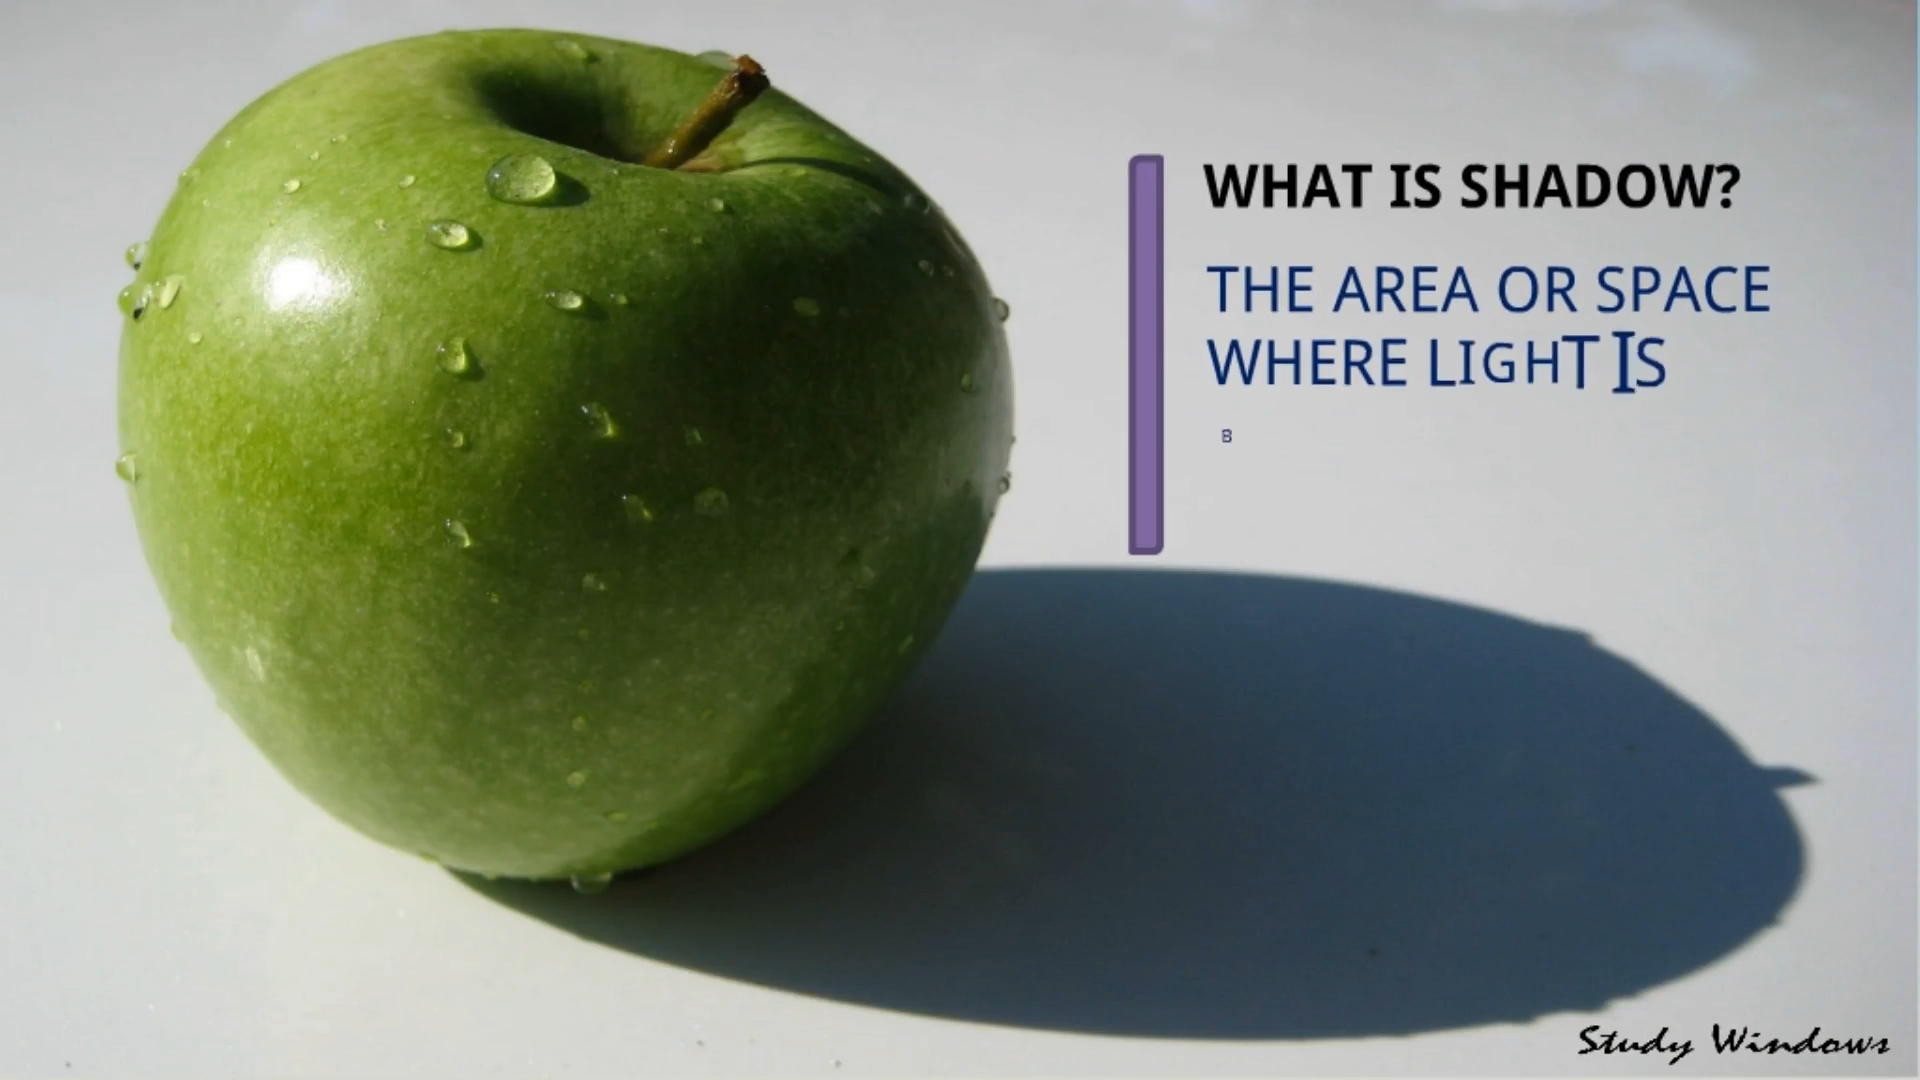 WHAT IS SHADOW?
THE AREA OR SPACE
WHERE LIGHT IS
B
Study Windows